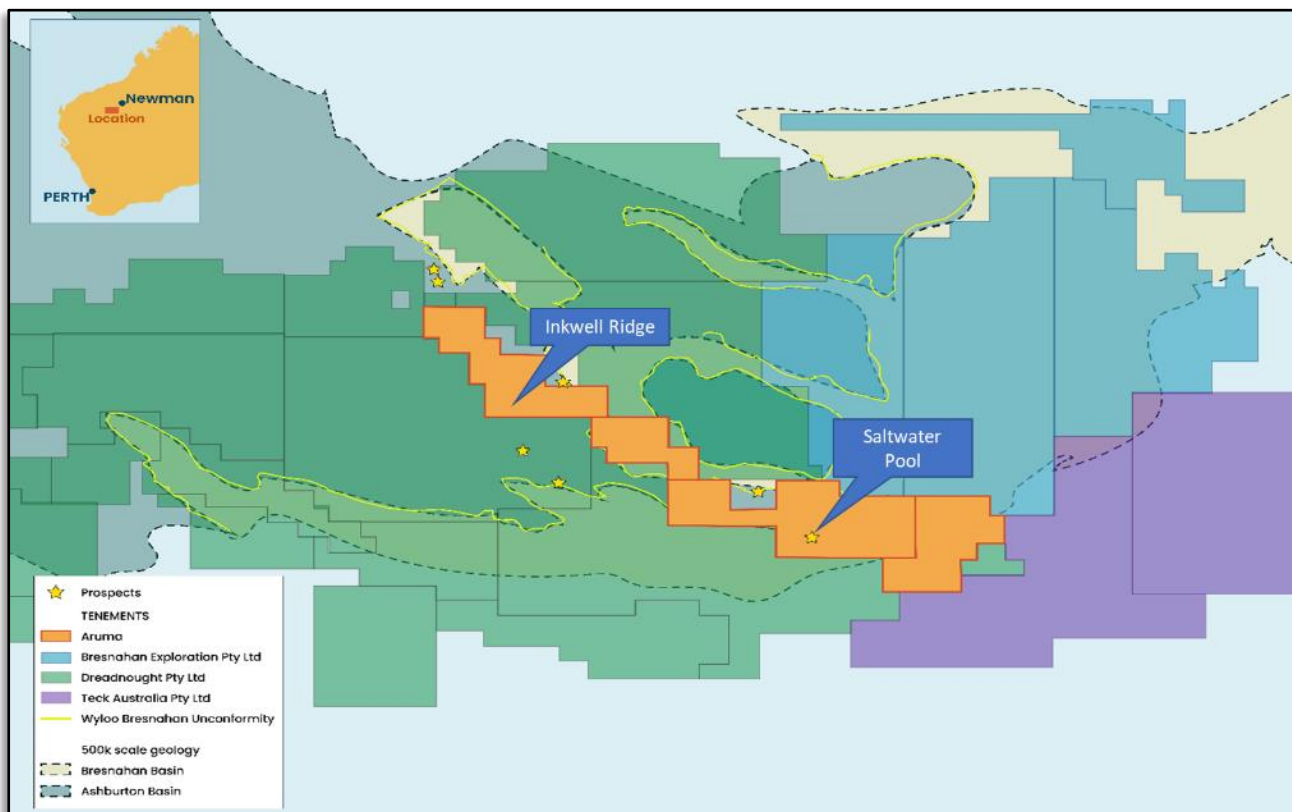 Newman
Location
PERTH
Inkwell Ridge
Saltwater
Pool
Prospects
TENEMENTS
Aruma
Bresnahan Exploration Pty Ltd
Dreadnought Pty Ltd
Teck Australia Pty Ltd
Wyloo Bresnahan Unconformity
500k scale geology
Bresnahan Basin
Ashburton Basin